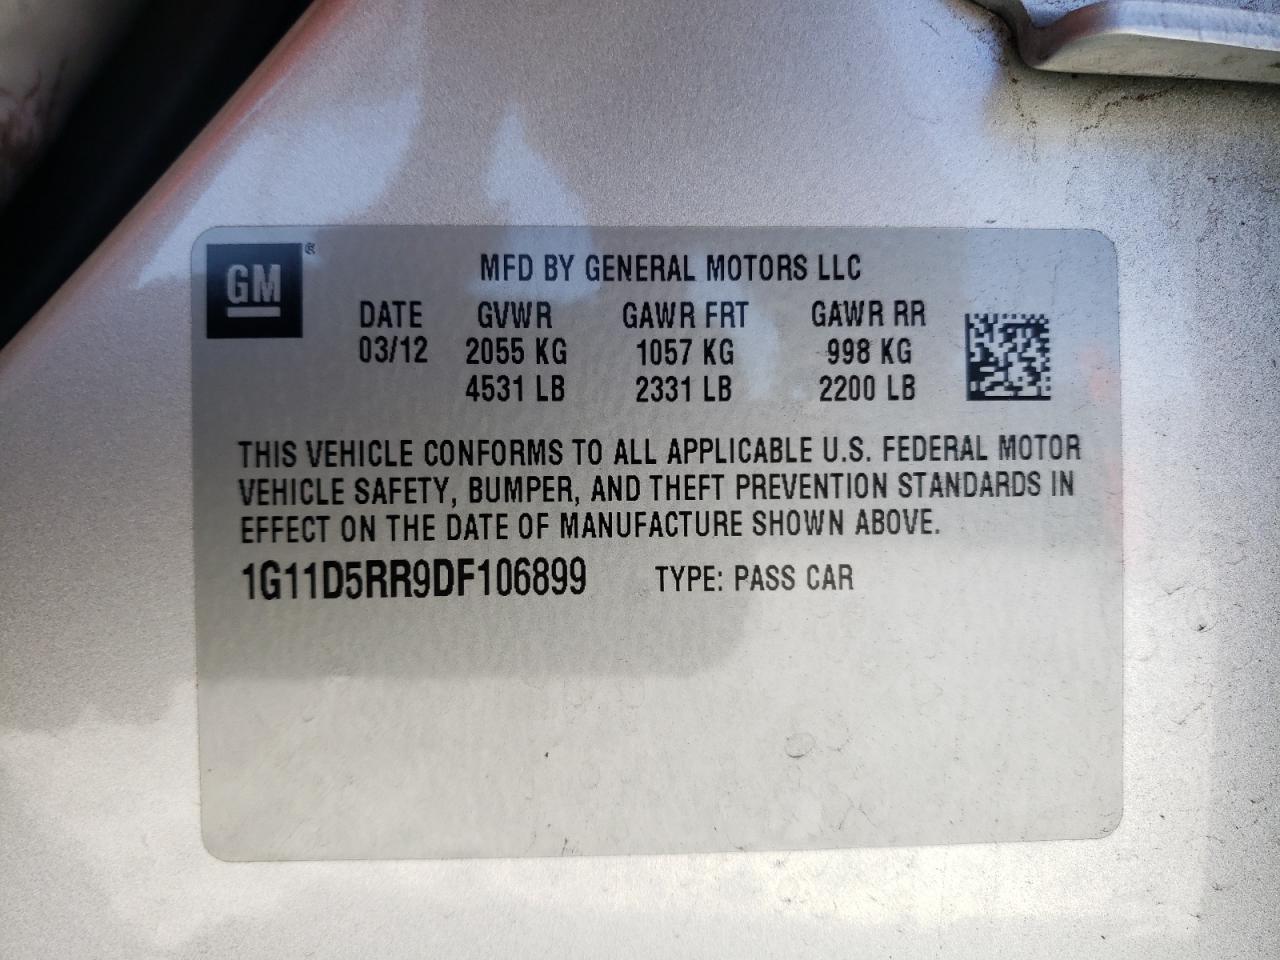 GM ®
MFD BY GENERAL MOTORS LLC
DATE GVWR GAWR FRT GAWR RR
03/12 2055 KG 1057 KG 998 KG
4531 LB 2331 LB 2200 LB
THIS VEHICLE CONFORMS TO ALL APPLICABLE U.S. FEDERAL MOTOR
VEHICLE SAFETY, BUMPER, AND THEFT PREVENTION STANDARDS IN
EFFECT ON THE DATE OF MANUFACTURE SHOWN ABOVE.
1G11D5RR9DF106899 TYPE: PASS CAR